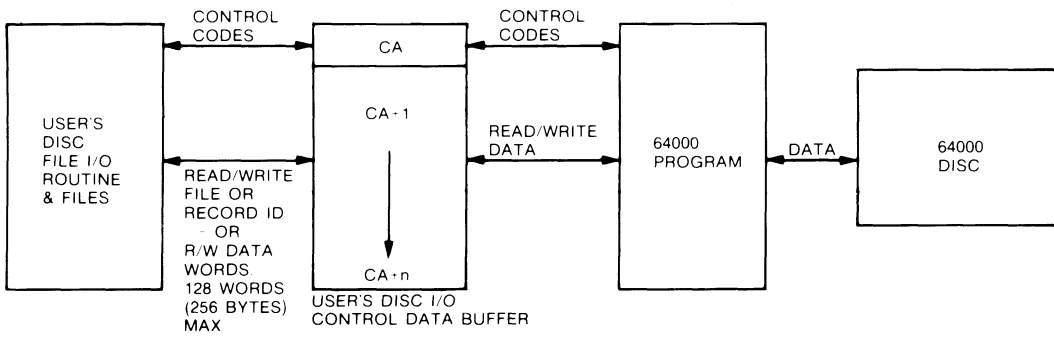 CONTROL
CODES
CA
CONTROL
CODES
USER'S
DISC
FILE I/O
ROUTINE
& FILES
CA+1
READ/WRITE
DATA
64000
PROGRAM
DATA
64000
DISC
READ/WRITE
FILE OR
RECORD ID
- OR
R/W DATA
WORDS
128 WORDS
(256 BYTES)
MAX
CA+n
USER'S DISC I/O
CONTROL DATA BUFFER